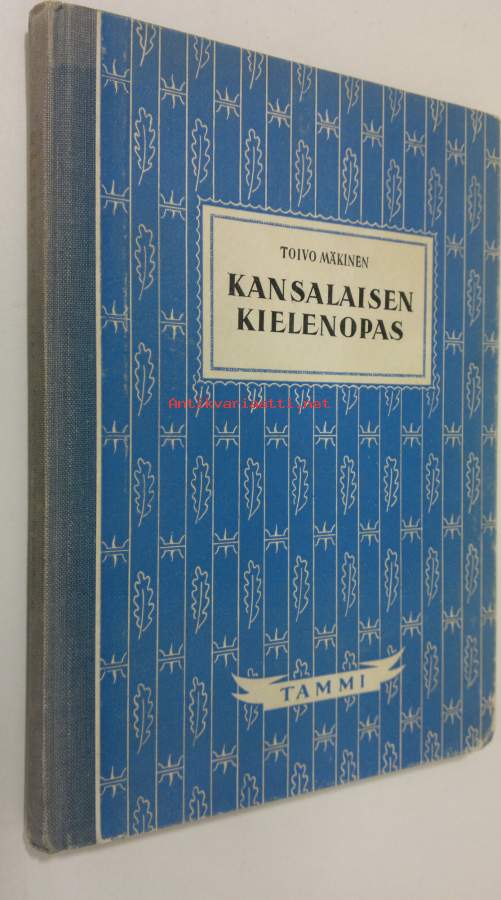 TOIVO MÄKINEN
KANSALAISEN
KIELENOPAS
Antikvariaatti.net
TAMMI